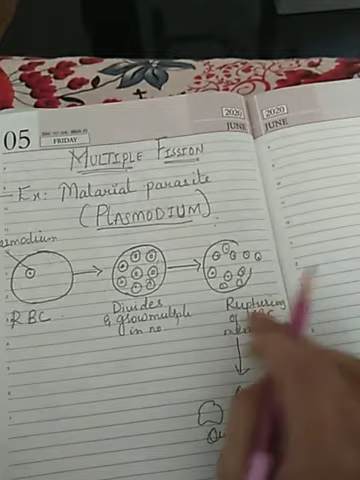 05
FRIDAY
2020
JUNE
2020
JUNE
MULTIPLE FISSION
Ex: Malarial parasite
(PLASMODIUM).
RBC
Divides
& grow multiple
in no
Rupturing
of